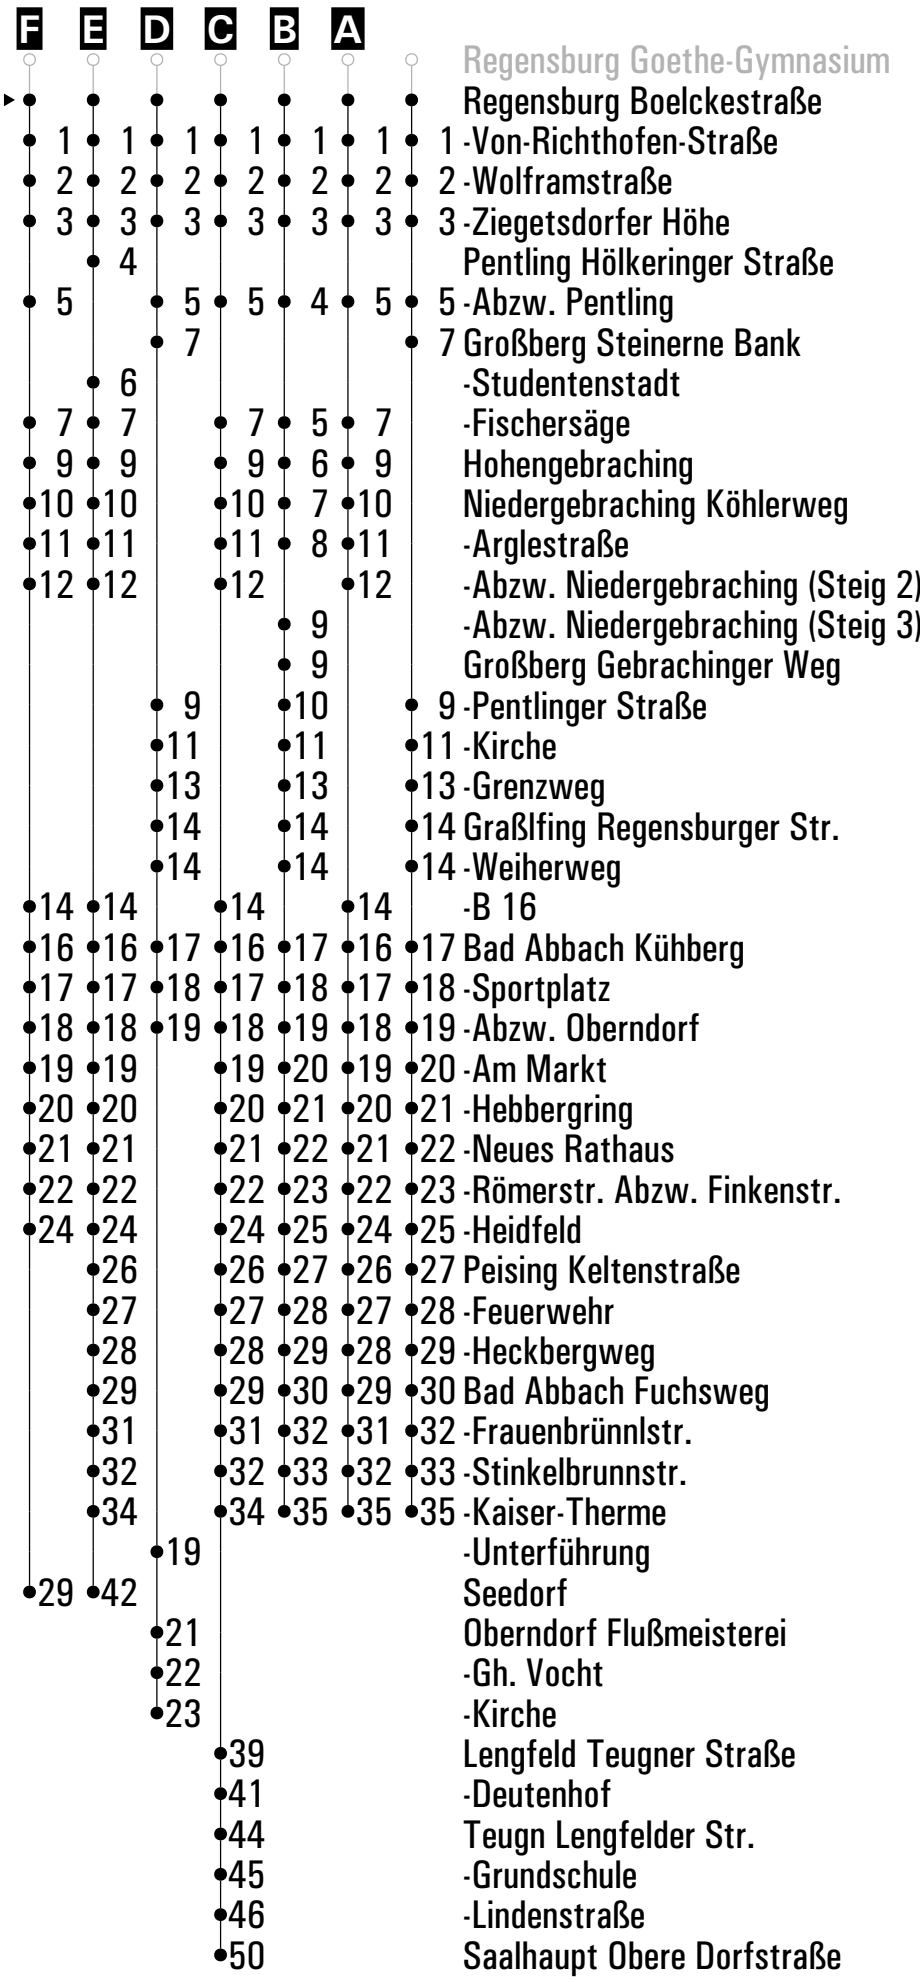 F E D C B A
Regensburg Goethe-Gymnasium
Regensburg Boelckestraße
1 1 1 1 1 1 1 -Von-Richthofen-Straße
2 2 2 2 2 2 2 -Wolframstraße
3 3 3 3 3 3 3 -Ziegetsdorfer Höhe
4 Pentling Hölkeringer Straße
5 5 5 4 5 5 -Abzw. Pentling
7 7 Großberg Steinerne Bank
6 -Studentenstadt
7 7 7 5 7 -Fischersäge
9 9 9 6 9 Hohengebraching
10 10 10 7 10 Niedergebraching Köhlerweg
11 11 11 8 11 -Arglestraße
12 12 12 12 -Abzw. Niedergebraching (Steig 2)
9 -Abzw. Niedergebraching (Steig 3)
9 Großberg Gebrachinger Weg
9 10 9 -Pentlinger Straße
11 11 11 -Kirche
13 13 13 -Grenzweg
14 14 14 Graßlfing Regensburger Str.
14 14 14 -Weiherweg
14 14 14 14 -B 16
16 16 17 16 17 16 17 Bad Abbach Kühberg
17 17 18 17 18 17 18 -Sportplatz
18 18 19 18 19 18 19 -Abzw. Oberndorf
19 19 19 20 19 20 -Am Markt
20 20 20 21 20 21 -Hebbergring
21 21 21 22 21 22 -Neues Rathaus
22 22 22 23 22 23 -Römerstr. Abzw. Finkenstr.
24 24 24 25 24 25 -Heidfeld
26 26 27 26 27 Peising Keltenstraße
27 27 28 27 28 -Feuerwehr
28 28 29 28 29 -Heckbergweg
29 29 30 29 30 Bad Abbach Fuchsweg
31 31 32 31 32 -Frauenbrünnlstr.
32 32 33 32 33 -Stinkelbrunnstr.
34 34 35 35 35 -Kaiser-Therme
19 -Unterführung
29 42 Seedorf
21 Oberndorf Flußmeisterei
22 -Gh. Vocht
23 -Kirche
39 Lengfeld Teugner Straße
41 -Deutenhof
44 Teugn Lengfelder Str.
45 -Grundschule
46 -Lindenstraße
50 Saalhaupt Obere Dorfstraße